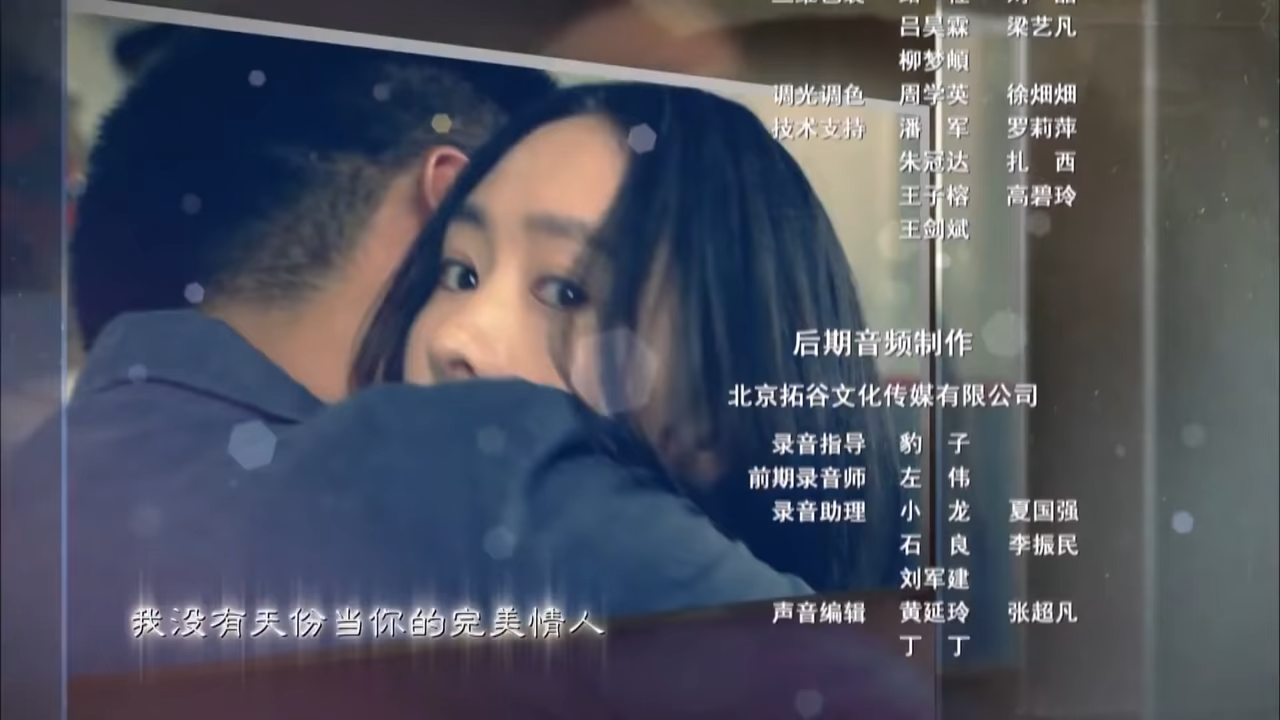 吕昊霖 梁艺凡
柳梦𫖳
调光调色 周学英 徐畑畑
技术支持 潘 军 罗莉萍
朱冠达 扎 西
王子榕 高碧玲
王剑斌
后期音频制作
北京拓谷文化传媒有限公司
录音指导 豹 子
前期录音师 左 伟
录音助理 小 龙 夏国强
石 良 李振民
刘军建
声音编辑 黄延玲 张超凡
丁 丁
我没有天份当你的完美情人